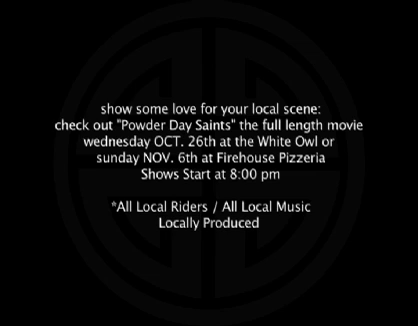 show some love for your local scene:
check out "Powder Day Saints" the full length movie
wednesday OCT. 26th at the White Owl or
sunday NOV. 6th at Firehouse Pizzeria
Shows Start at 8:00 pm
*All Local Riders / All Local Music
Locally Produced